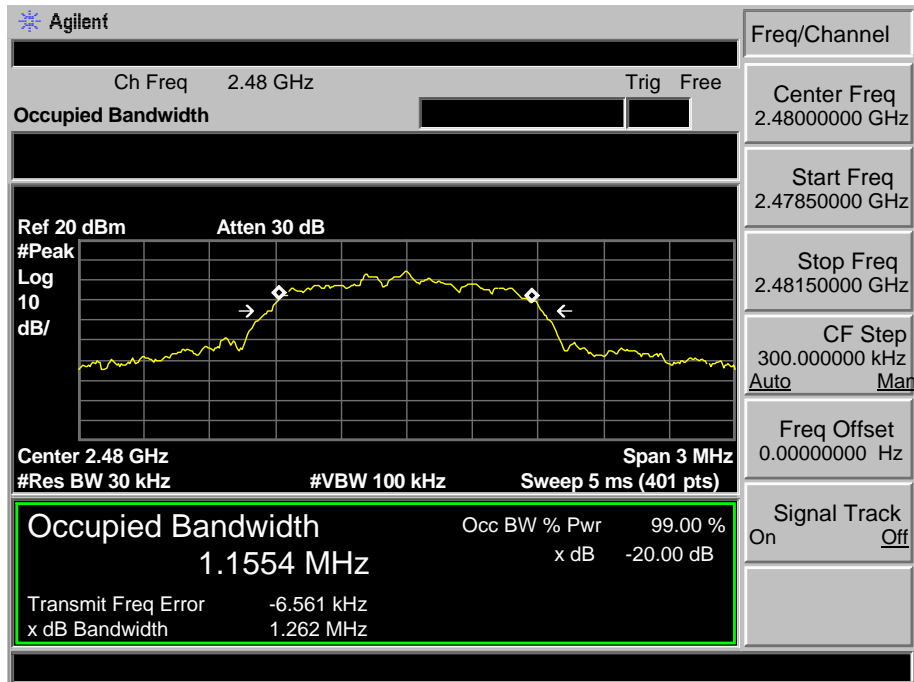 Agilent
Freq/Channel
Ch Freq 2.48 GHz Trig Free
Occupied Bandwidth
Center Freq
2.48000000 GHz
Start Freq
2.47850000 GHz
Stop Freq
2.48150000 GHz
CF Step
300.000000 kHz
Auto Man
Freq Offset
0.00000000 Hz
Signal Track
On Off
Ref 20 dBm Atten 30 dB
#Peak
Log
10
dB/
Center 2.48 GHz Span 3 MHz
#Res BW 30 kHz #VBW 100 kHz Sweep 5 ms (401 pts)
Occupied Bandwidth Occ BW % Pwr 99.00 %
1.1554 MHz x dB -20.00 dB
Transmit Freq Error -6.561 kHz
x dB Bandwidth 1.262 MHz